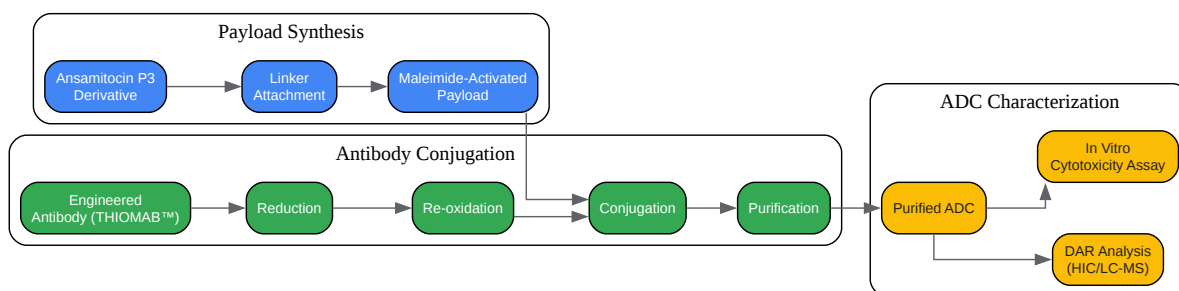 Payload Synthesis
Ansamitocin P3
Derivative
Linker
Attachment
Maleimide-Activated
Payload
Antibody Conjugation
Engineered
Antibody (THIOMAB™)
Reduction
Re-oxidation
Conjugation
Purification
ADC Characterization
Purified ADC
In Vitro
Cytotoxicity Assay
DAR Analysis
(HIC/LC-MS)